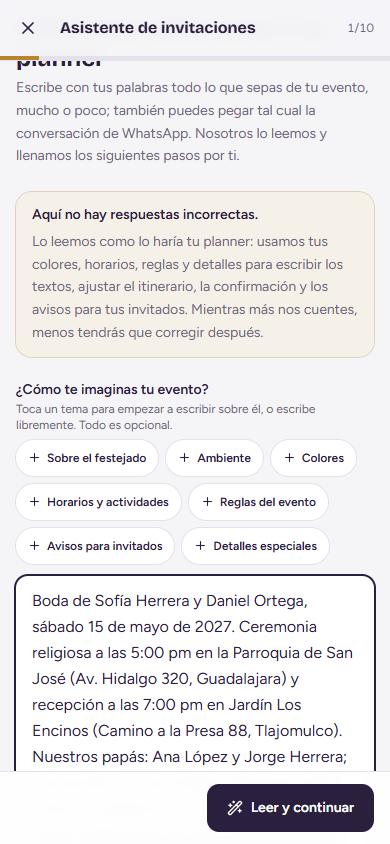 Asistente de invitaciones
1/10
planner
Escribe con tus palabras todo lo que sepas de tu evento,
mucho o poco; también puedes pegar tal cual la
conversación de WhatsApp. Nosotros lo leemos y
llenamos los siguientes pasos por ti.
Aquí no hay respuestas incorrectas.
Lo leemos como lo haría tu planner: usamos tus
colores, horarios, reglas y detalles para escribir los
textos, ajustar el itinerario, la confirmación y los
avisos para tus invitados. Mientras más nos cuentes,
menos tendrás que corregir después.
¿Cómo te imaginas tu evento?
Toca un tema para empezar a escribir sobre él, o escribe
libremente. Todo es opcional.
+ Sobre el festejado
+ Ambiente
+ Colores
+ Horarios y actividades
+ Reglas del evento
+ Avisos para invitados
+ Detalles especiales
Boda de Sofía Herrera y Daniel Ortega,
sábado 15 de mayo de 2027. Ceremonia
religiosa a las 5:00 pm en la Parroquia de San
José (Av. Hidalgo 320, Guadalajara) y
recepción a las 7:00 pm en Jardín Los
Encinos (Camino a la Presa 88, Tlajomulco).
Nuestros papás: Ana López y Jorge Herrera;
Leer y continuar